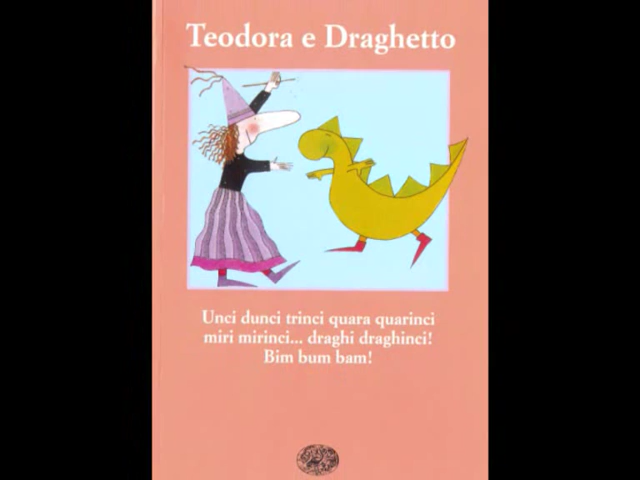 Teodora e Draghetto
Unci dunci trinci quara quarinci
miri mirinci... draghi draghinci!
Bim bum bam!